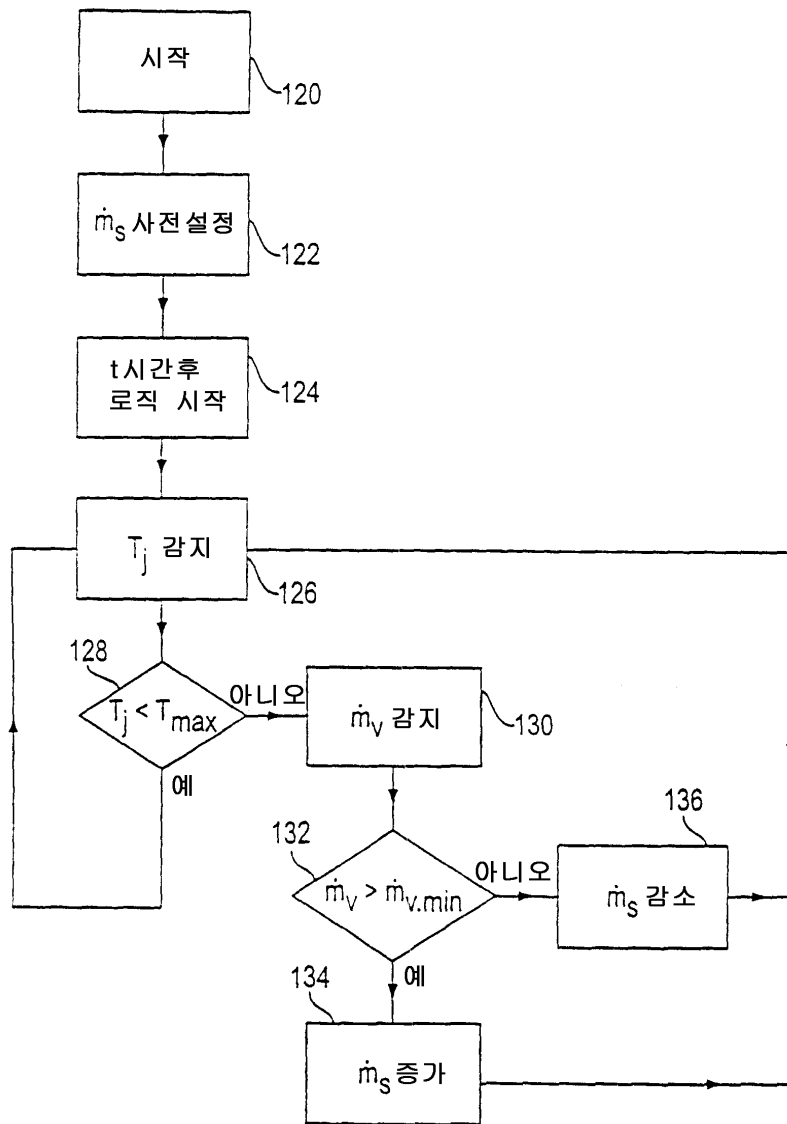 시작
120
ṁs 사전설정
122
t시간후
로직 시작
124
Tj 감지
126
128
Tj < Tmax
아니오
예
ṁv 감지
130
132
ṁv > ṁv.min
아니오
예
136
ṁs 감소
134
ṁs 증가